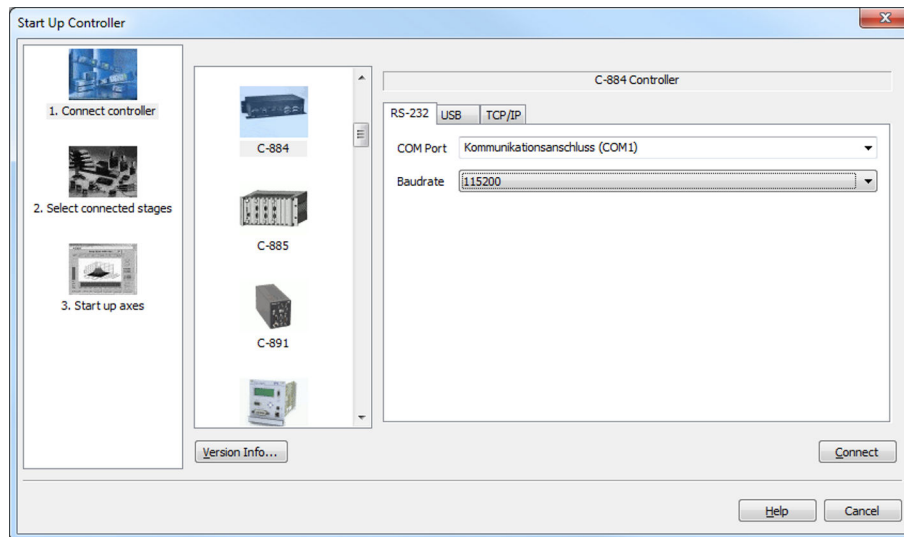 Start Up Controller
1. Connect controller
2. Select connected stages
3. Start up axes
C-884
C-885
C-891
Version Info...
C-884 Controller
RS-232 USB TCP/IP
COM Port Kommunikationsanschluss (COM1)
Baudrate 115200
Connect
Help Cancel